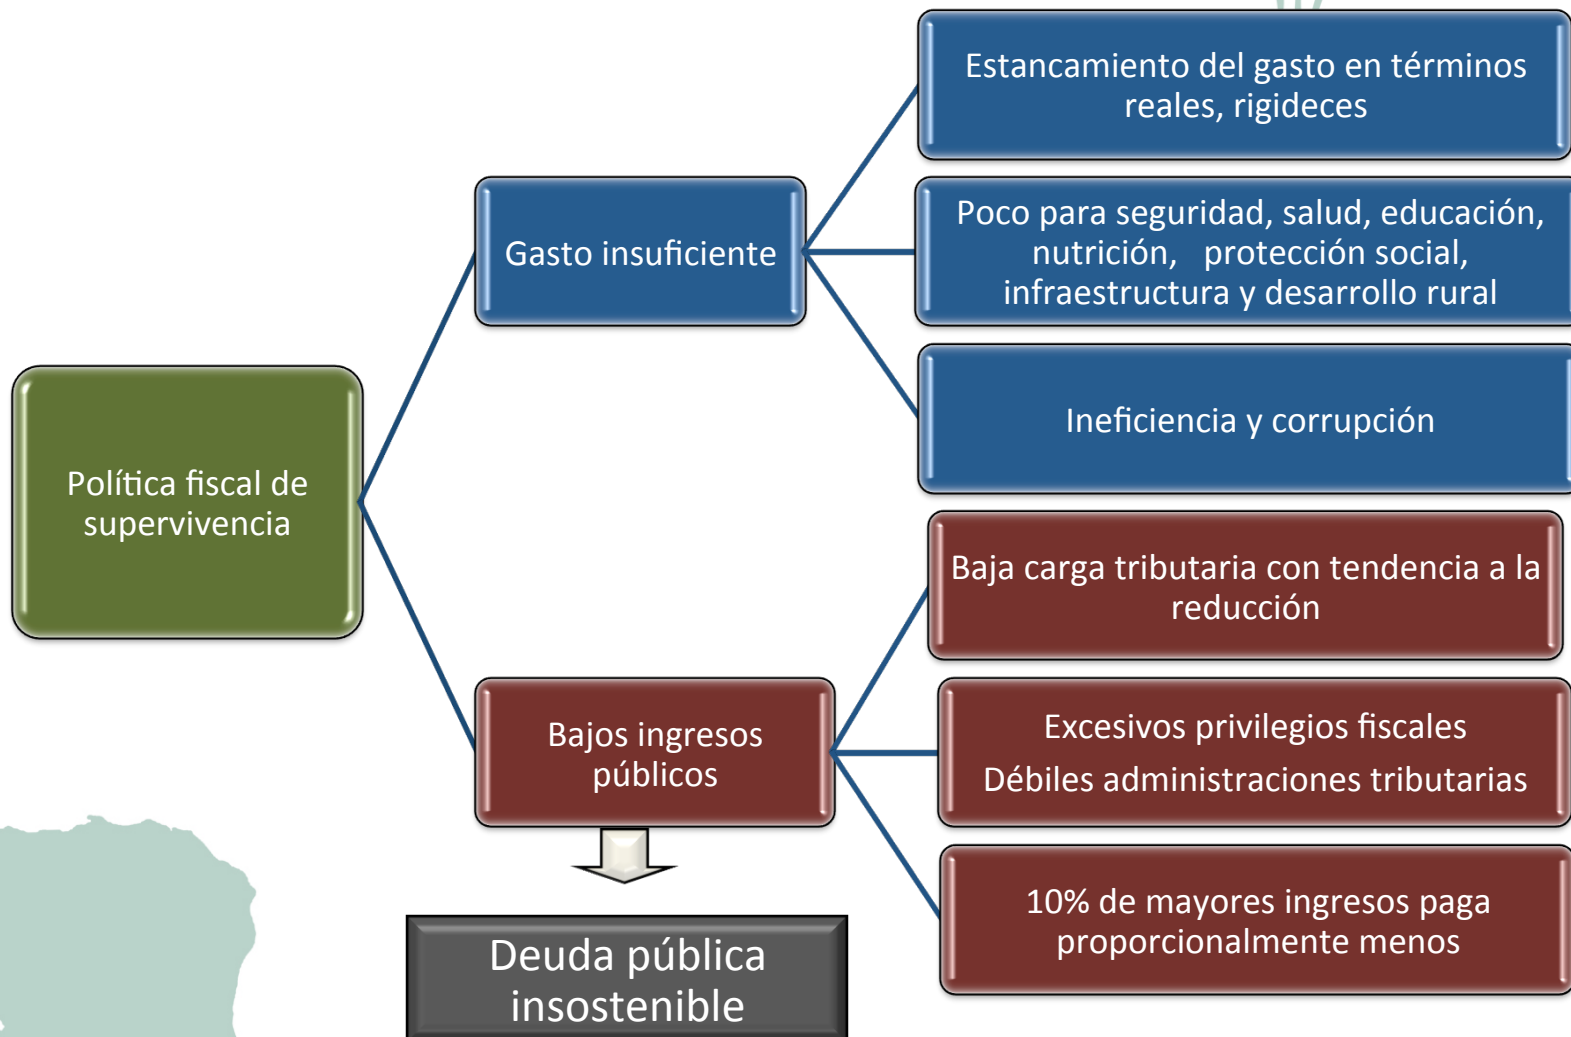 Estancamiento del gasto en términos
reales, rigideces
Gasto insuficiente
Poco para seguridad, salud, educación,
nutrición, protección social,
infraestructura y desarrollo rural
Ineficiencia y corrupción
Política fiscal de
supervivencia
Baja carga tributaria con tendencia a la
reducción
Bajos ingresos
públicos
Excesivos privilegios fiscales
Débiles administraciones tributarias
10% de mayores ingresos paga
proporcionalmente menos
Deuda pública
insostenible